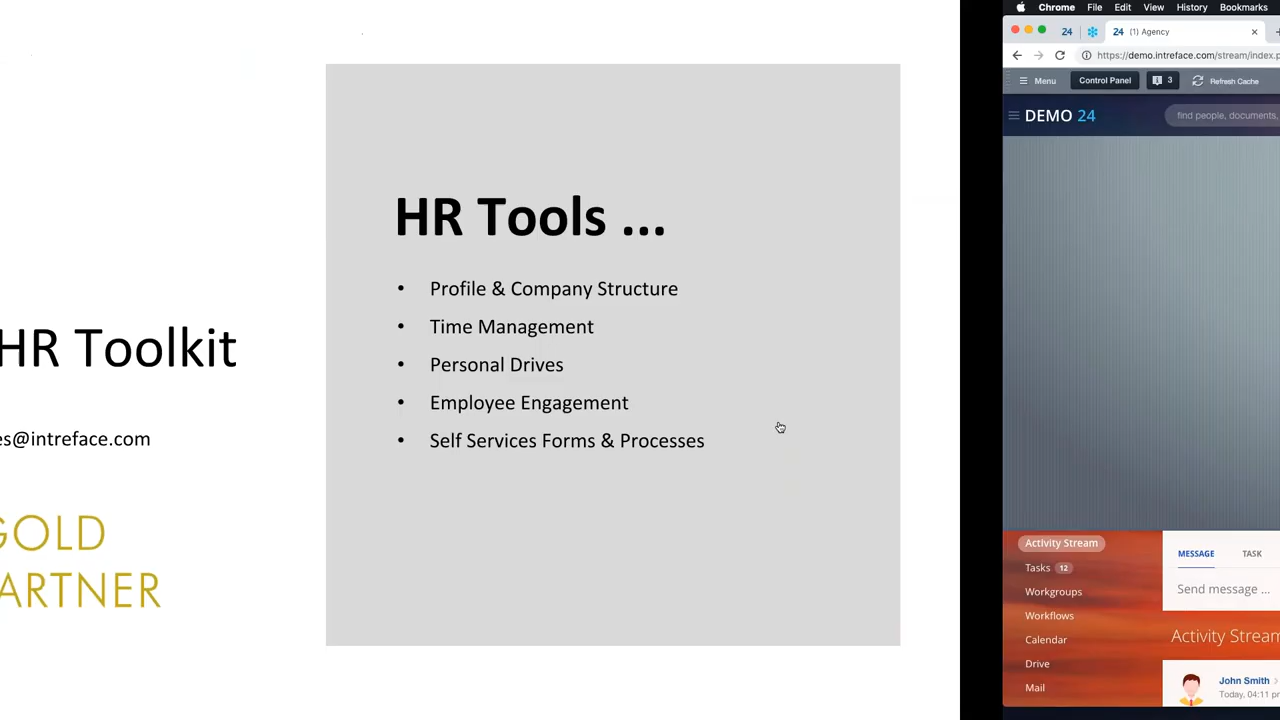 HR Toolkit
es@intreface.com
GOLD
ARTNER
HR Tools ...
• Profile & Company Structure
• Time Management
• Personal Drives
• Employee Engagement
• Self Services Forms & Processes
Chrome File Edit View History Bookmarks
24 24 (1) Agency
https://demo.intreface.com/stream/index.p
Menu Control Panel 3 Refresh Cache
DEMO 24 find people, documents,
Activity Stream
Tasks 12
Workgroups
Workflows
Calendar
Drive
Mail
MESSAGE TASK
Send message ...
Activity Stream
John Smith
Today, 04:11 pm